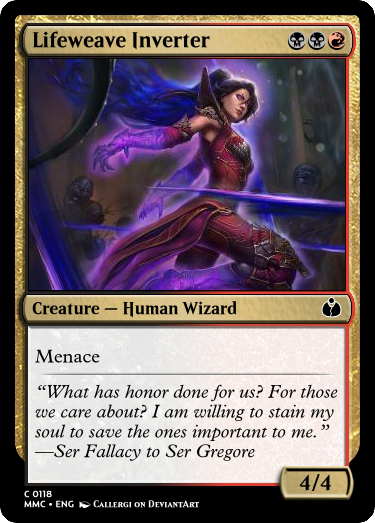 Lifeweave Inverter
Creature — Human Wizard
Menace
“What has honor done for us? For those
we care about? I am willing to stain my
soul to save the ones important to me.”
—Ser Fallacy to Ser Gregore
4/4
C 0118
MMC • ENG CALLERGI ON DEVIANTART